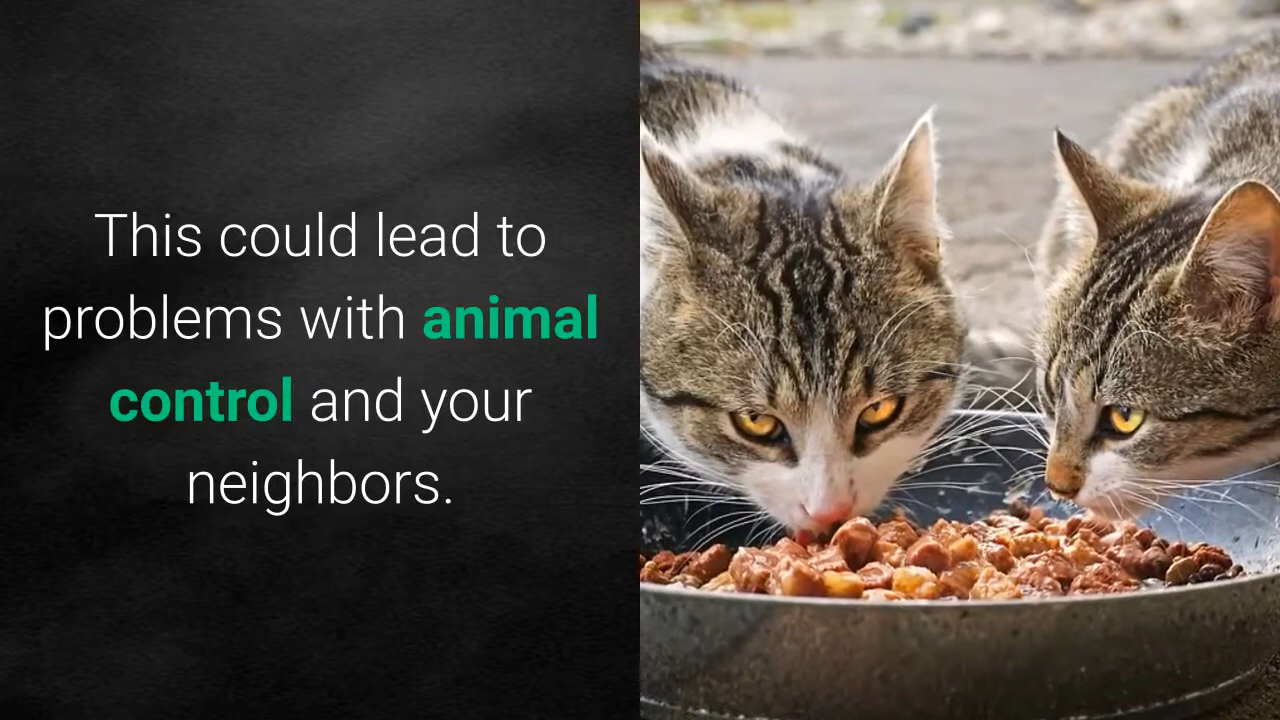 This could lead to
problems with animal
control and your
neighbors.